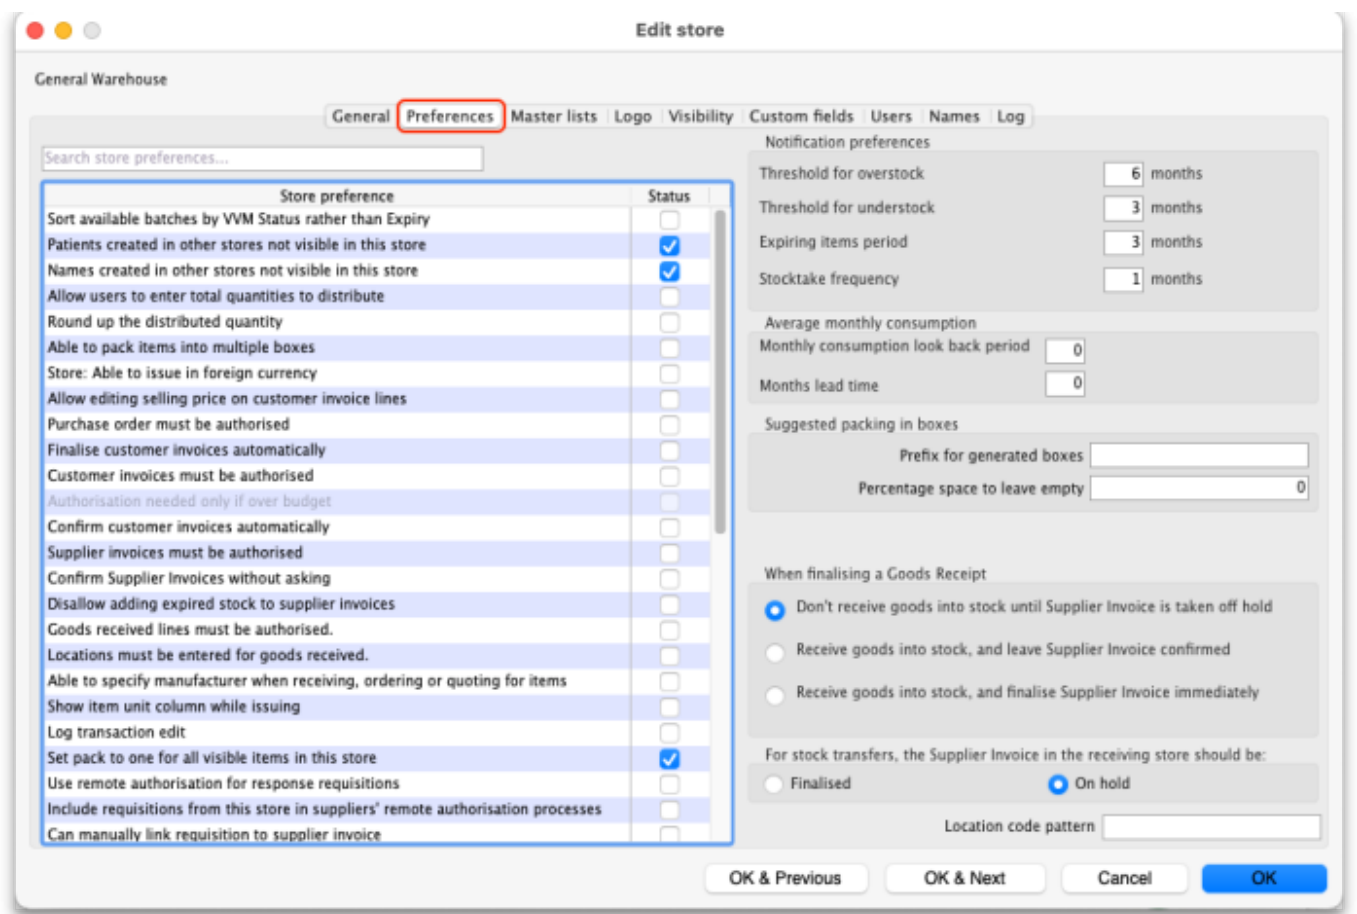 Edit store
General Warehouse
General Preferences Master lists Logo Visibility Custom fields Users Names Log
Search store preferences...
Store preference Status
Sort available batches by VVM Status rather than Expiry
Patients created in other stores not visible in this store
Names created in other stores not visible in this store
Allow users to enter total quantities to distribute
Round up the distributed quantity
Able to pack items into multiple boxes
Store: Able to issue in foreign currency
Allow editing selling price on customer invoice lines
Purchase order must be authorised
Finalise customer invoices automatically
Customer invoices must be authorised
Authorisation needed only if over budget
Confirm customer invoices automatically
Supplier invoices must be authorised
Confirm Supplier Invoices without asking
Disallow adding expired stock to supplier invoices
Goods received lines must be authorised.
Locations must be entered for goods received.
Able to specify manufacturer when receiving, ordering or quoting for items
Show item unit column while issuing
Log transaction edit
Set pack to one for all visible items in this store
Use remote authorisation for response requisitions
Include requisitions from this store in suppliers' remote authorisation processes
Can manually link requisition to supplier invoice
Notification preferences
Threshold for overstock 6 months
Threshold for understock 3 months
Expiring items period 3 months
Stocktake frequency 1 months
Average monthly consumption
Monthly consumption look back period 0
Months lead time 0
Suggested packing in boxes
Prefix for generated boxes
Percentage space to leave empty 0
When finalising a Goods Receipt
Don't receive goods into stock until Supplier Invoice is taken off hold
Receive goods into stock, and leave Supplier Invoice confirmed
Receive goods into stock, and finalise Supplier Invoice immediately
For stock transfers, the Supplier Invoice in the receiving store should be:
Finalised On hold
Location code pattern
OK & Previous OK & Next Cancel OK